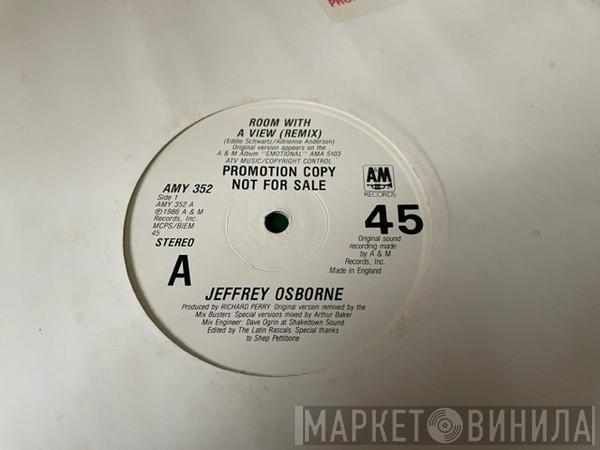 ROOM WITH
A VIEW (REMIX)
(Eddie Schwartz/Adrienne Anderson)
Original version appears on the
A & M Album "EMOTIONAL" AMA 5103
ATV MUSIC/COPYRIGHT CONTROL
PROMOTION COPY
NOT FOR SALE
AMY 352
Side 1
AMY 352 A
℗1986 A & M
Records, Inc.
MCPS/BIEM
45
STEREO
A
A&M
RECORDS
45
Original sound
recording made
by A & M
Records, Inc.
Made in England
JEFFREY OSBORNE
Produced by RICHARD PERRY. Original version remixed by the
Mix Busters. Special versions mixed by Arthur Baker
Mix Engineer: Dave Ogrin at Shakedown Sound
Edited by The Latin Rascals. Special thanks
to Shep Pettibone
МАРКЕТ ВИНИЛА